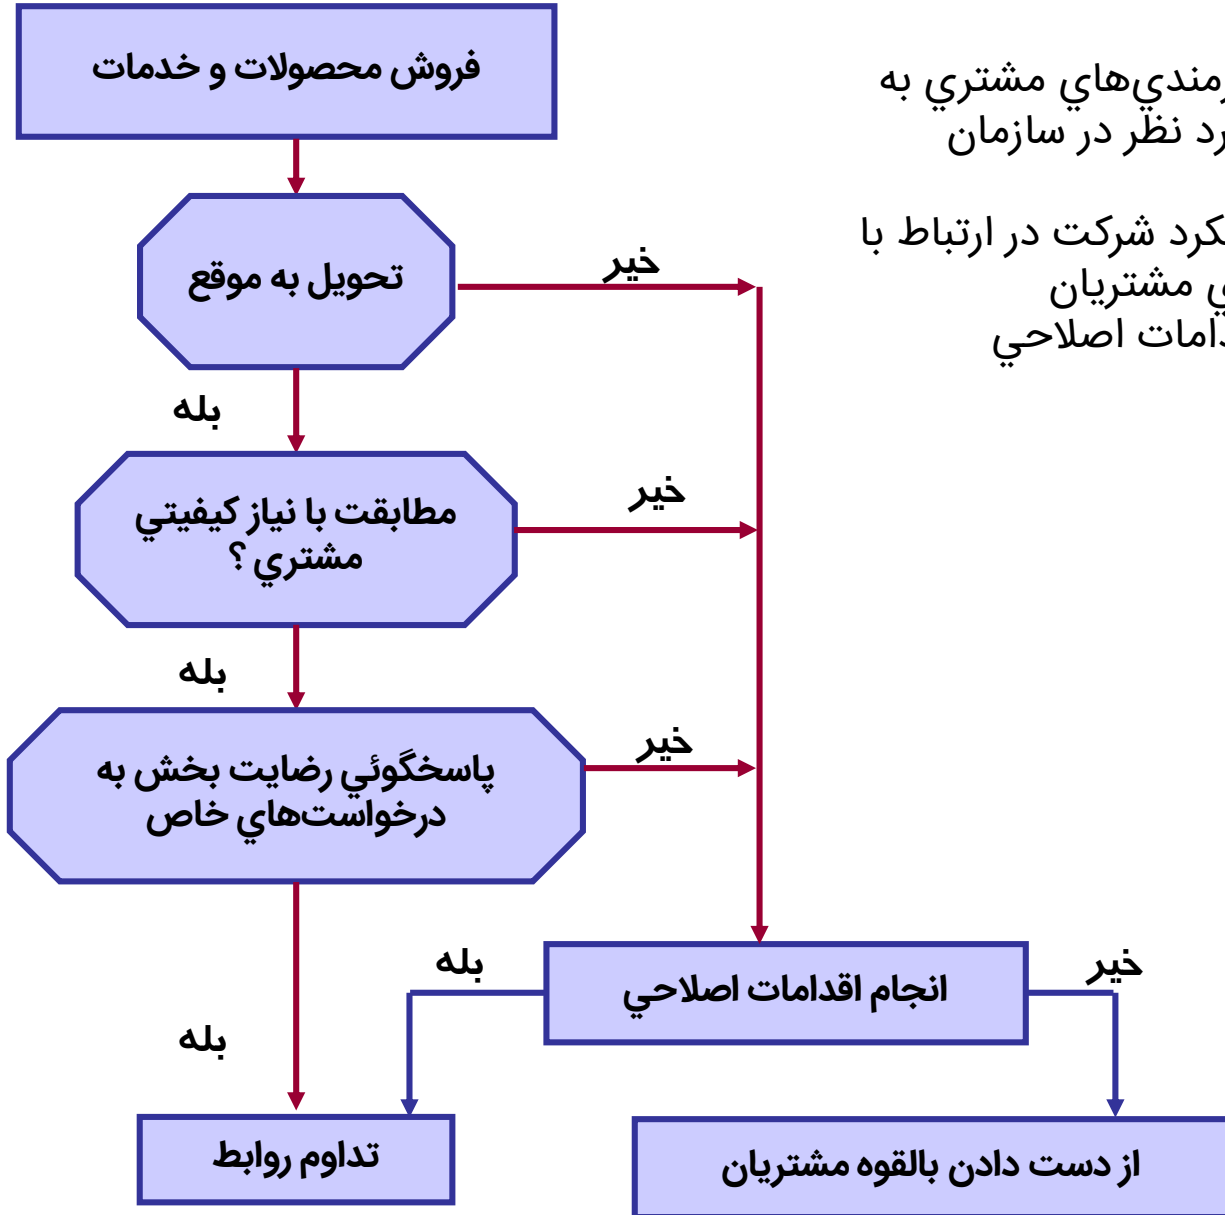 فروش محصولات و خدمات
مشتري به
نظر در سازمان
شرکت در ارتباط با
مشتريان
اصلاحي
تحويل به موقع
خير
بله
مطابقت با نياز کيفيتي
مشتري ؟
خير
بله
پاسخگوئي رضايت بخش به
درخواست‌هاي خاص
خير
بله
انجام اقدامات اصلاحي
بله
خير
تداوم روابط
از دست دادن بالقوه مشتريان